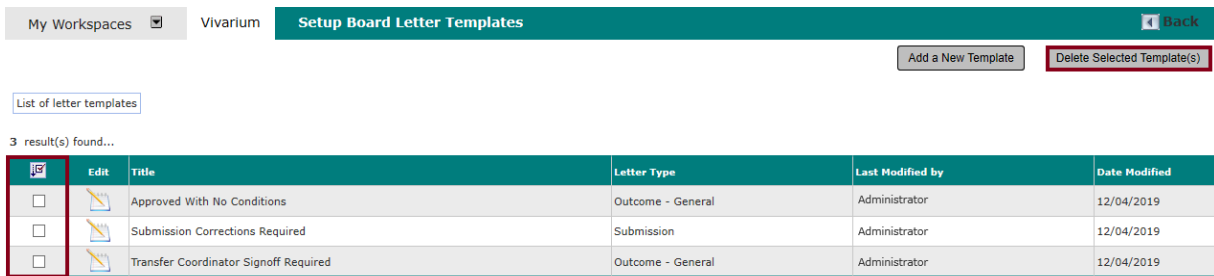 My Workspaces Vivarium Setup Board Letter Templates Back
Add a New Template Delete Selected Template(s)
List of letter templates
3 result(s) found...
Edit Title Letter Type Last Modified by Date Modified
Approved With No Conditions Outcome - General Administrator 12/04/2019
Submission Corrections Required Submission Administrator 12/04/2019
Transfer Coordinator Signoff Required Outcome - General Administrator 12/04/2019